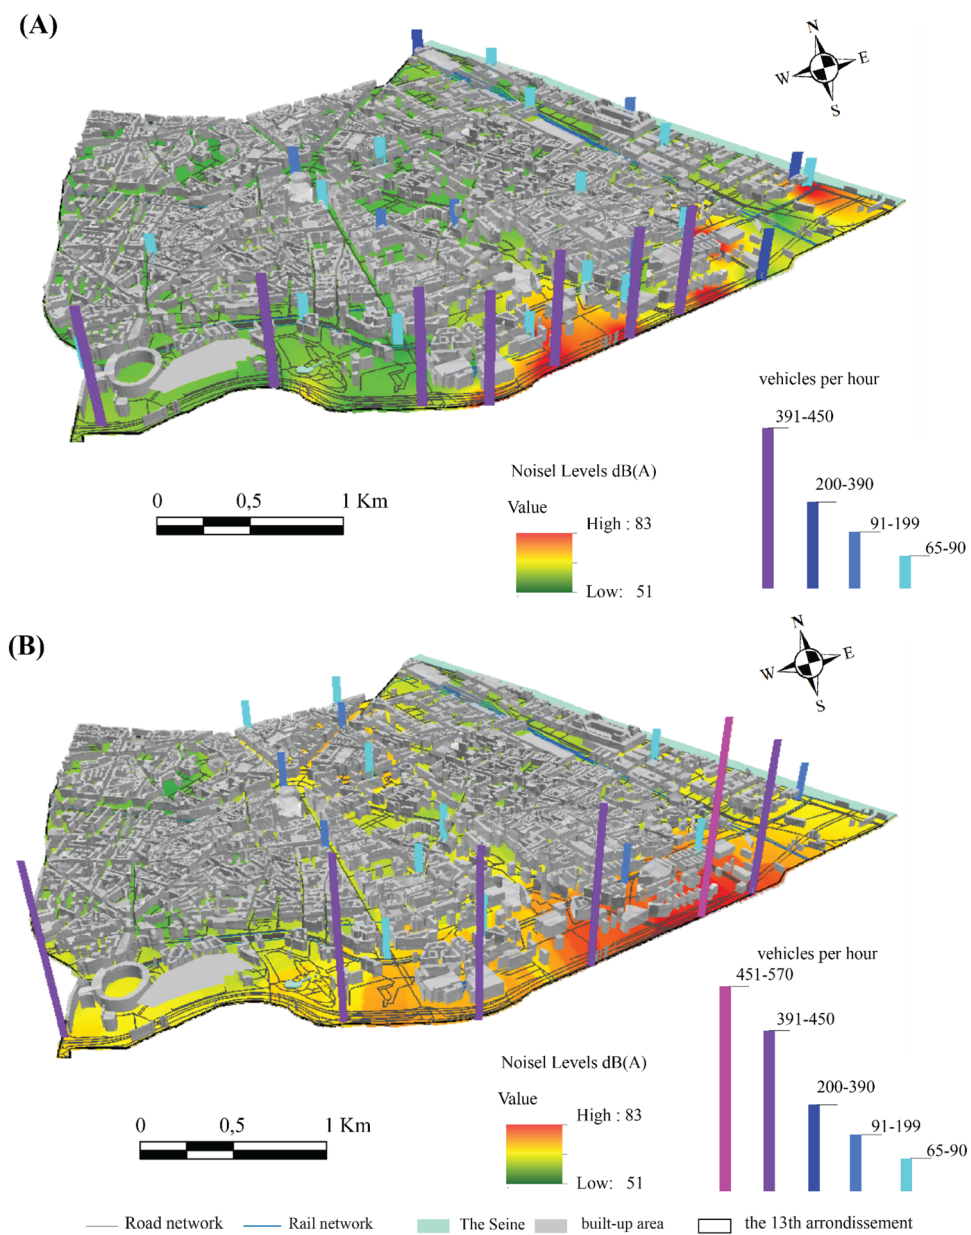 (A)
N
W
E
S
vehicles per hour
391-450
200-390
91-199
65-90
Noisel Levels dB(A)
Value
High : 83
Low: 51
0 0,5 1 Km
(B)
N
W
E
S
vehicles per hour
451-570
391-450
200-390
91-199
65-90
Noisel Levels dB(A)
Value
High : 83
Low: 51
0 0,5 1 Km
Road network Rail network The Seine built-up area the 13th arrondissement